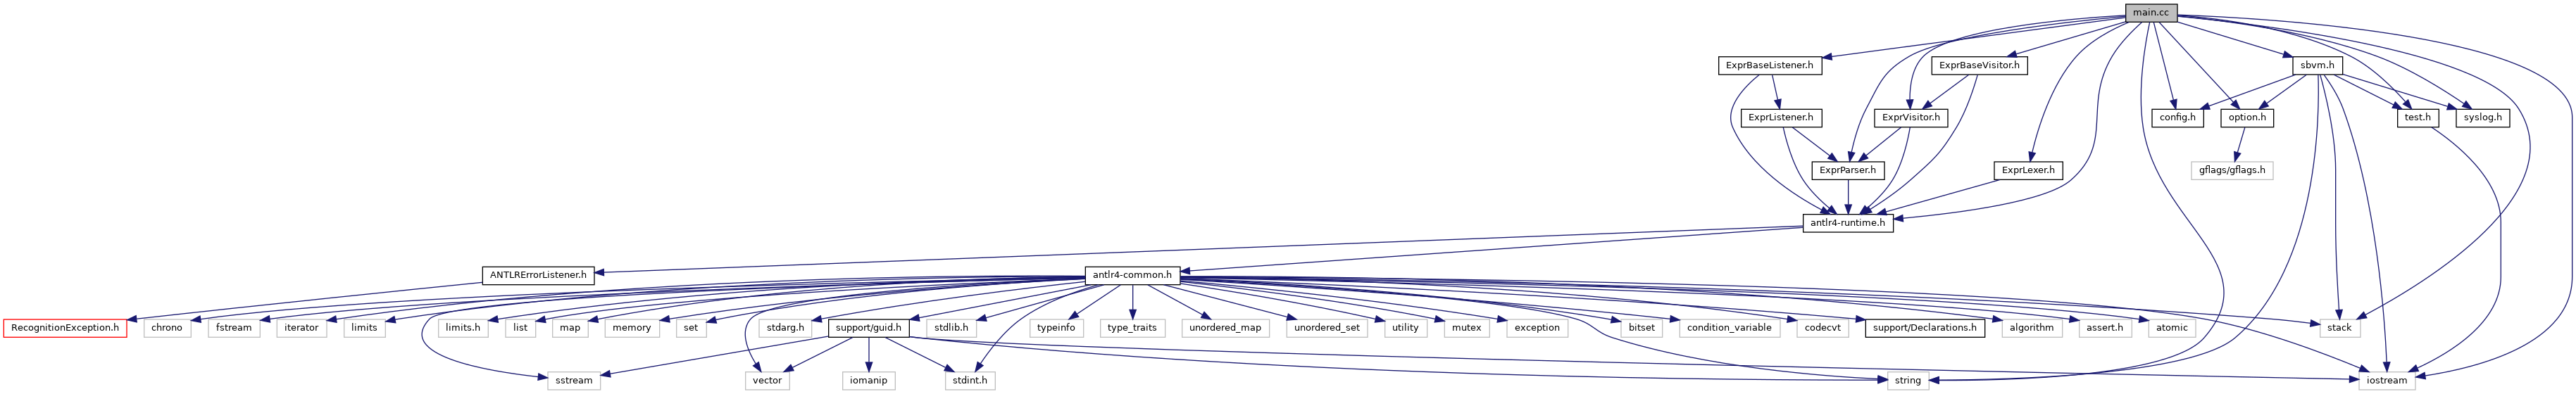 main.cc
ExprBaseListener.h
ExprBaseVisitor.h
sbvm.h
ExprListener.h
ExprVisitor.h
config.h
option.h
test.h
syslog.h
ExprParser.h
ExprLexer.h
gflags/gflags.h
antlr4-runtime.h
ANTLRErrorListener.h
antlr4-common.h
RecognitionException.h
chrono
fstream
iterator
limits
limits.h
list
map
memory
set
stdarg.h
support/guid.h
stdlib.h
typeinfo
type_traits
unordered_map
unordered_set
utility
mutex
exception
bitset
condition_variable
codecvt
support/Declarations.h
algorithm
assert.h
atomic
stack
sstream
vector
iomanip
stdint.h
string
iostream